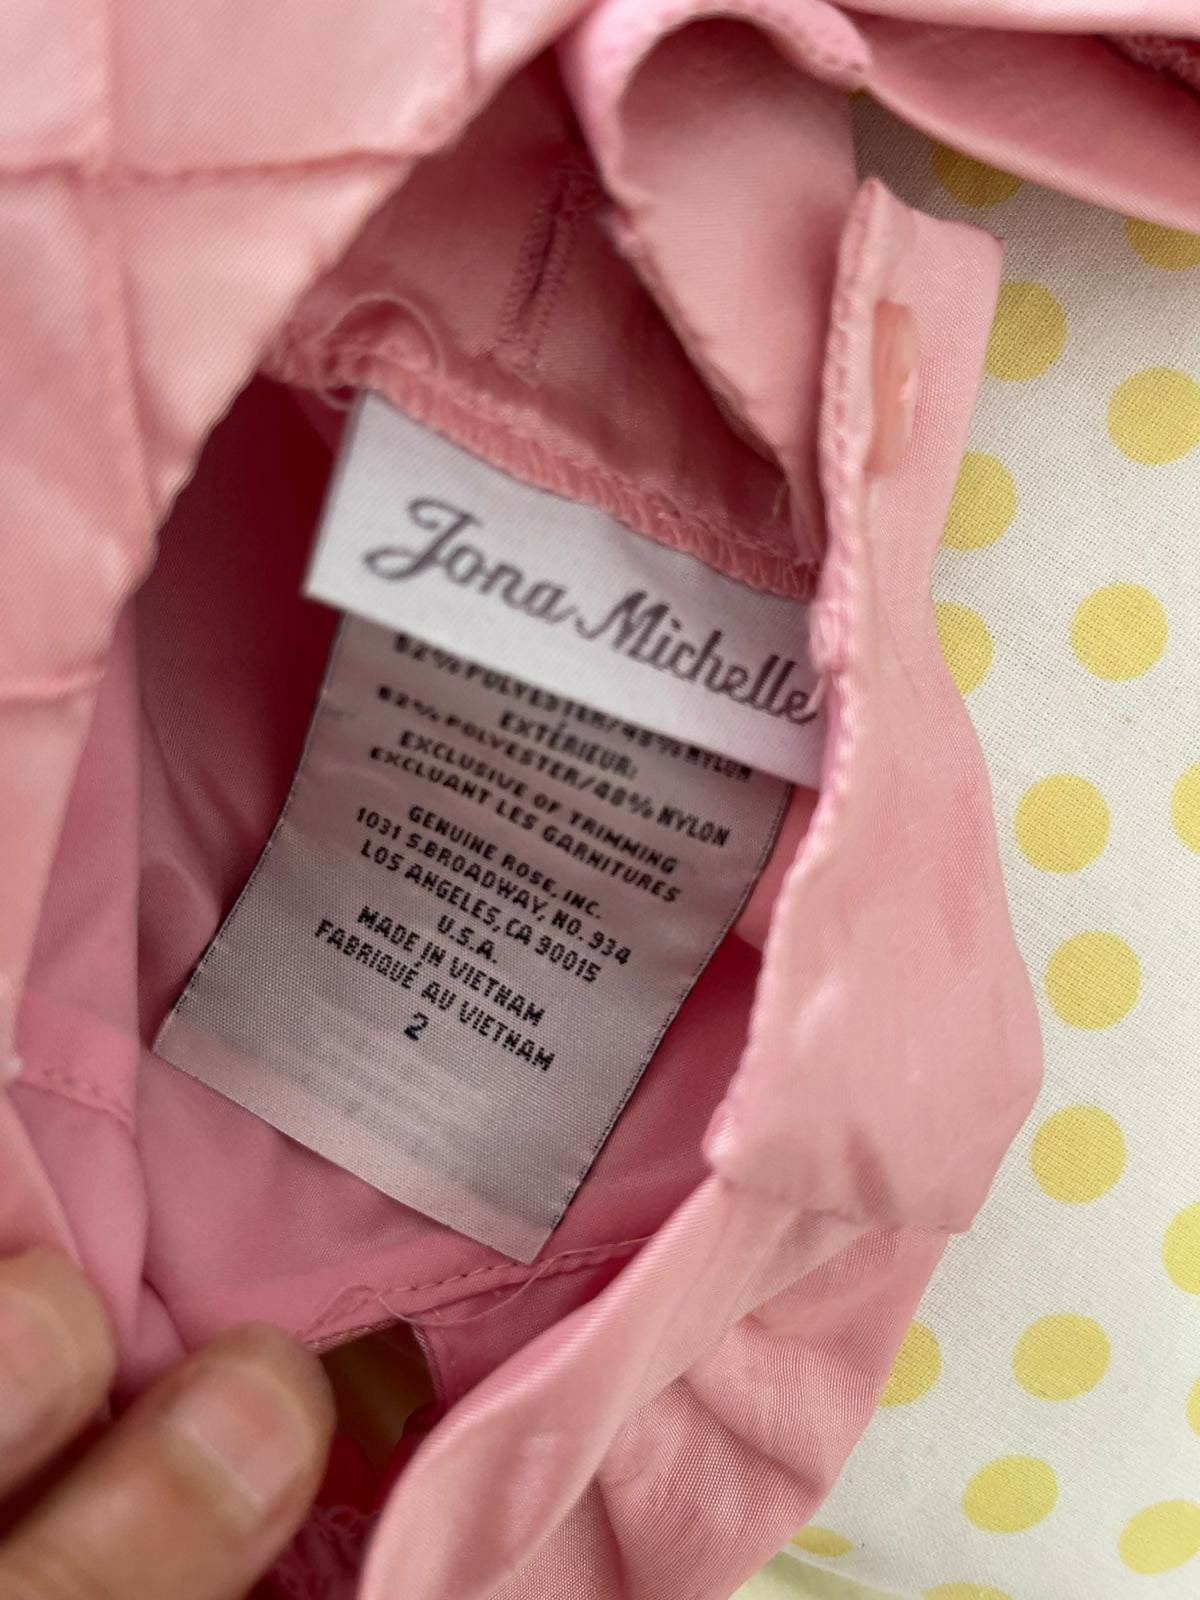 Jona Michelle
52% POLYESTER/48% NYLON
EXTÉRIEUR:
52% POLYESTER/48% NYLON
EXCLUSIVE OF TRIMMING
EXCLUANT LES GARNITURES
GENUINE ROSE, INC.
1031 S.BROADWAY, NO. 934
LOS ANGELES, CA 90015
U.S.A.
MADE IN VIETNAM
FABRIQUÉ AU VIETNAM
2